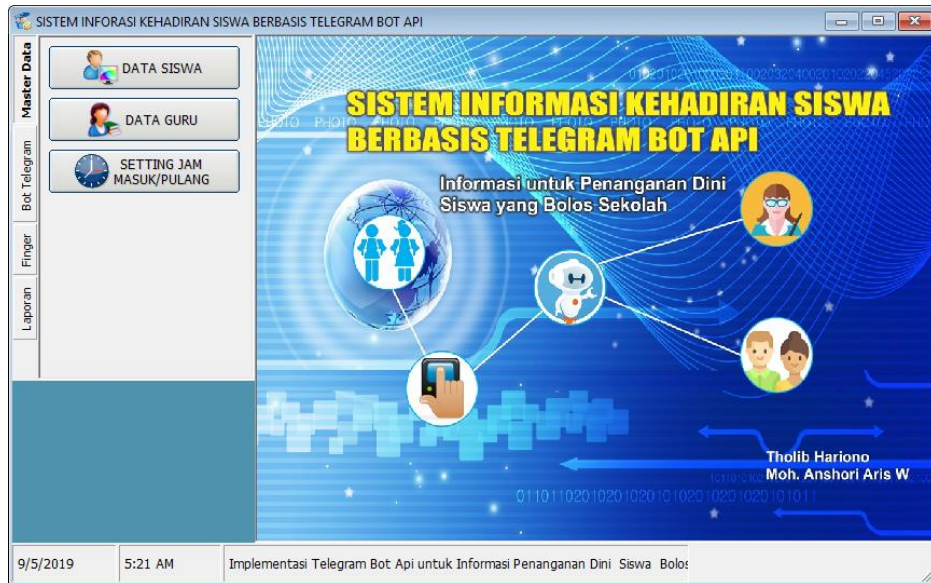 SISTEM INFORASI KEHADIRAN SISWA BERBASIS TELEGRAM BOT API
Master Data
Bot Telegram
Finger
Laporan
DATA SISWA
DATA GURU
SETTING JAM
MASUK/PULANG
SISTEM INFORMASI KEHADIRAN SISWA
BERBASIS TELEGRAM BOT API
Informasi untuk Penanganan Dini
Siswa yang Bolos Sekolah
Tholib Hariono
Moh. Anshori Aris W
9/5/2019
5:21 AM
Implementasi Telegram Bot Api untuk Informasi Penanganan Dini Siswa Bolos